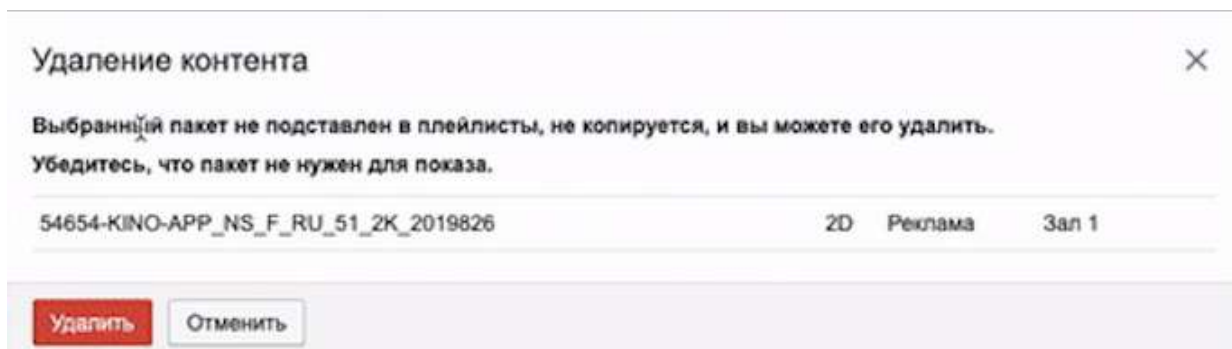 Удаление контента
Выбранный пакет не подставлен в плейлисты, не копируется, и вы можете его удалить.
Убедитесь, что пакет не нужен для показа.
54654-KINO-APP_NS_F_RU_51_2K_2019826 2D Реклама Зал 1
Удалить Отменить